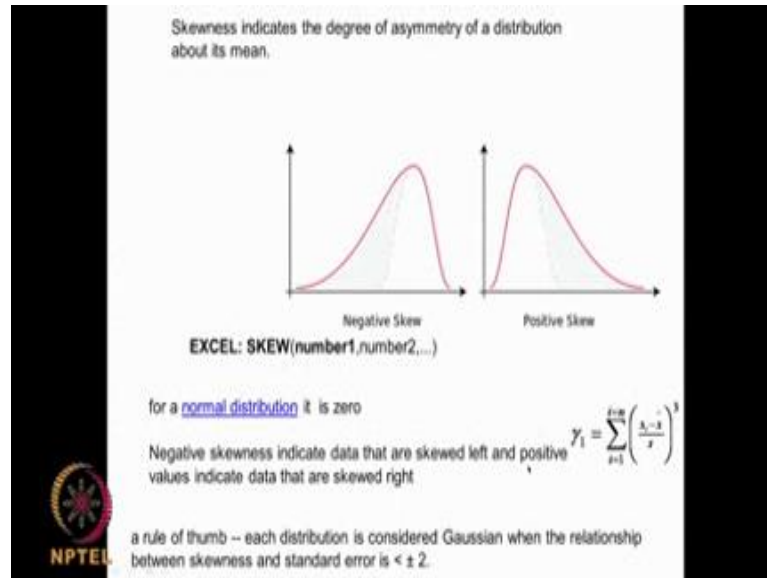 Skewness indicates the degree of asymmetry of a distribution
about its mean.
Negative Skew
Positive Skew
EXCEL: SKEW(number1,number2,...)
for a normal distribution it is zero
Negative skewness indicate data that are skewed left and positive
values indicate data that are skewed right
γ₁ = ∑
a rule of thumb -- each distribution is considered Gaussian when the relationship
between skewness and standard error is < ± 2.
NPTEL